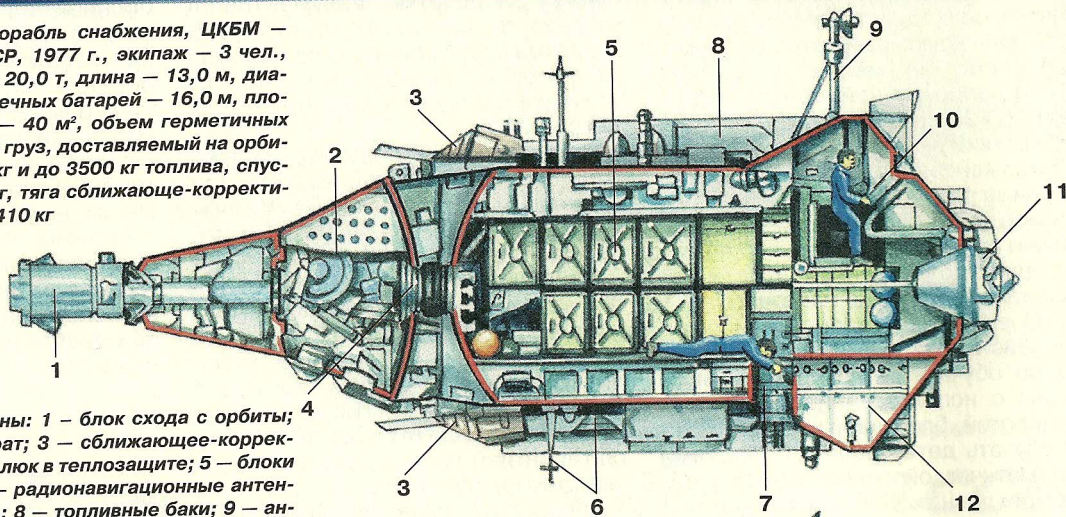 орабль снабжения, ЦКБМ —
СР, 1977 г., экипаж — 3 чел.,
20,0 т, длина — 13,0 м, диа-
ечных батарей — 16,0 м, пло-
— 40 м², объем герметичных
груз, доставляемый на орби-
кг и до 3500 кг топлива, спус-
г, тяга сближающе-корректи-
410 кг
3
5
8
9
2
10
11
1
4
ны: 1 – блок схода с орбиты;
рат; 3 — сближающее-коррек-
люк в теплозащите; 5 — блоки
— радионавигационные антен-
; 8 — топливные баки; 9 — ан-
3
6
7
12